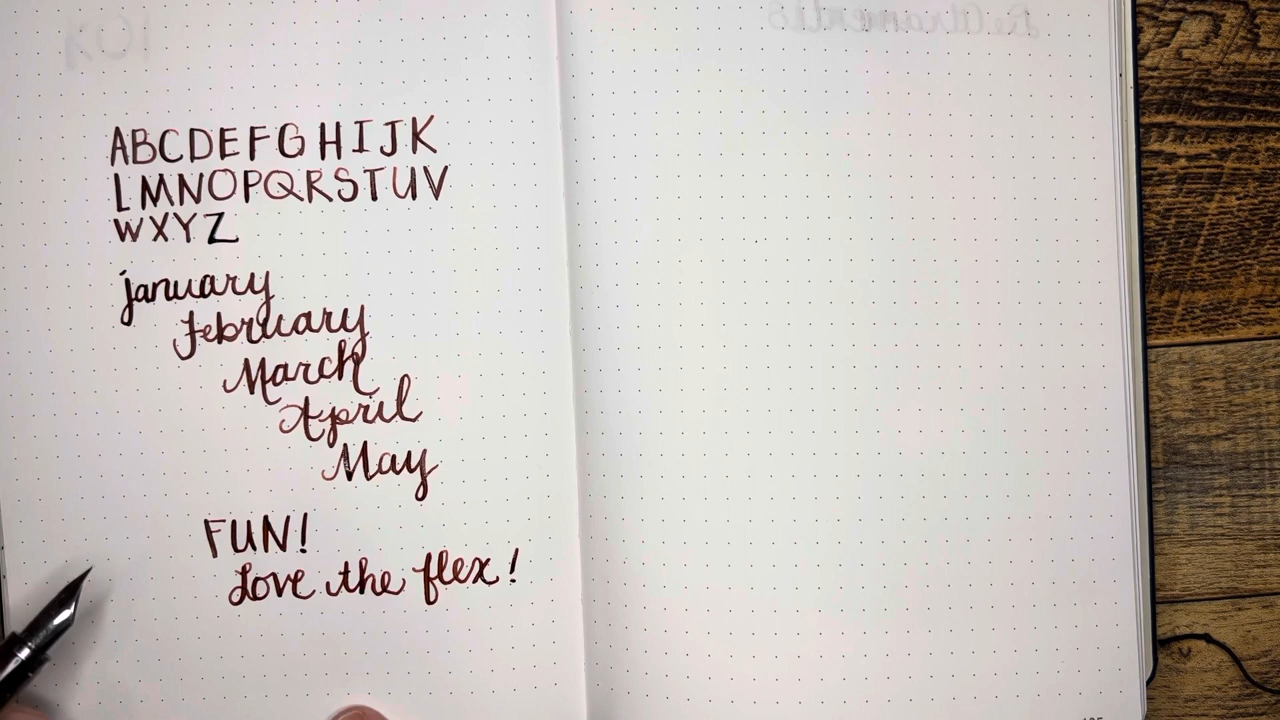 ABCDEFGHIJK
LMNOPQRSTUV
WXYZ
january
February
March
April
May
FUN!
Love the flex!